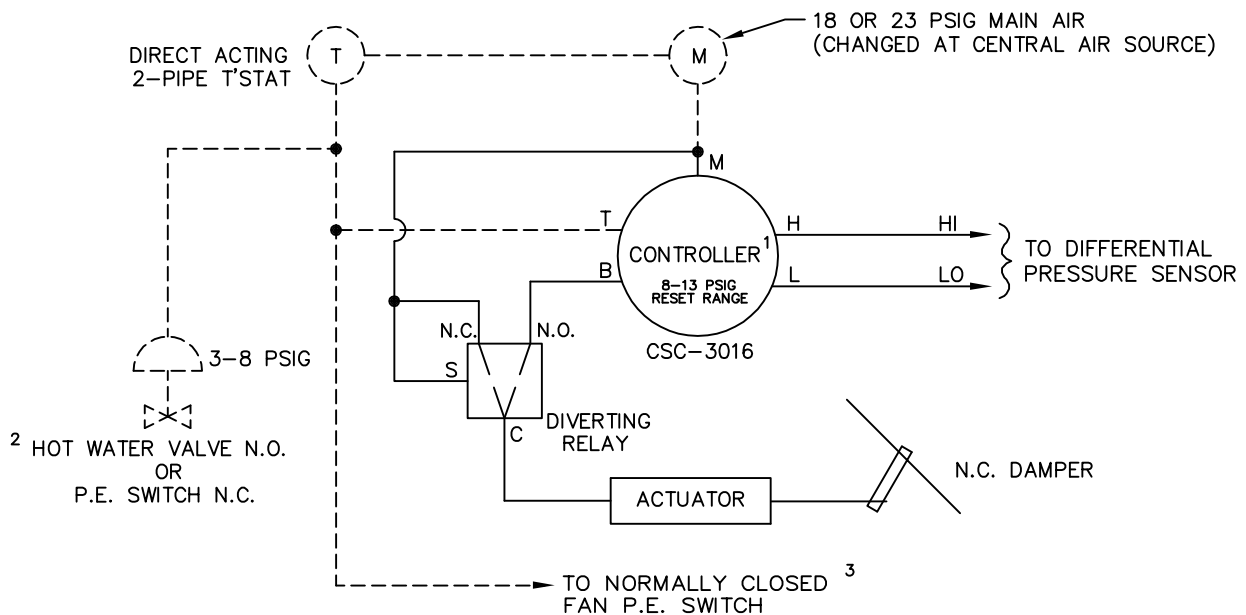 18 OR 23 PSIG MAIN AIR
(CHANGED AT CENTRAL AIR SOURCE)
DIRECT ACTING
2-PIPE T'STAT
T
M
M
T
H
HI
CONTROLLER 1
TO DIFFERENTIAL
PRESSURE SENSOR
B
8-13 PSIG
RESET RANGE
L
LO
N.C.
N.O.
CSC-3016
3-8 PSIG
S
DIVERTING
RELAY
C
2 HOT WATER VALVE N.O.
OR
P.E. SWITCH N.C.
N.C. DAMPER
ACTUATOR
TO NORMALLY CLOSED 3
FAN P.E. SWITCH